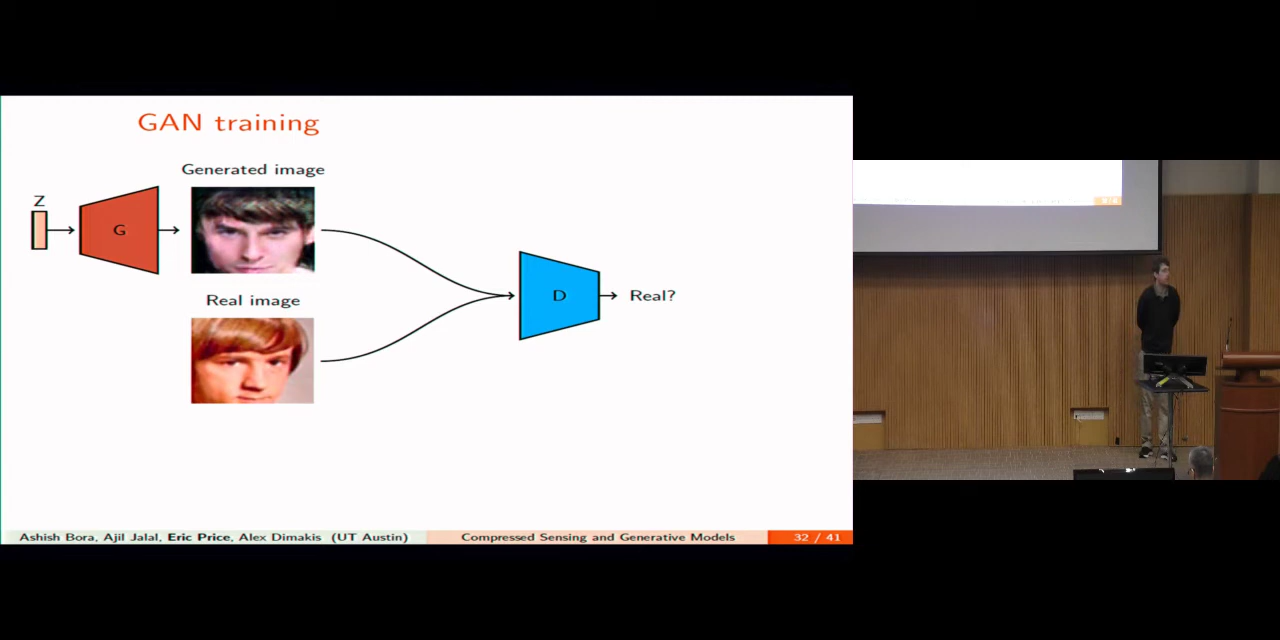 GAN training
Generated image
Z
G
Real image
D
Real?
Ashish Bora, Ajil Jalal, Eric Price, Alex Dimakis (UT Austin)
Compressed Sensing and Generative Models
32 / 41